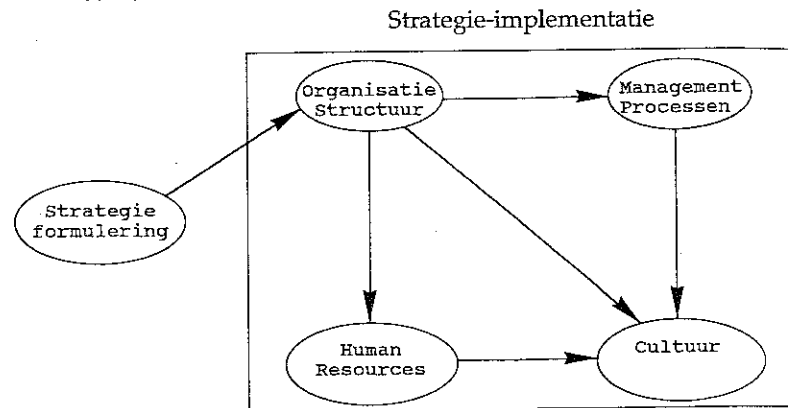 Strategie-implementatie
Organisatie
Structuur
Management
Processen
Strategie
formulering
Human
Resources
Cultuur